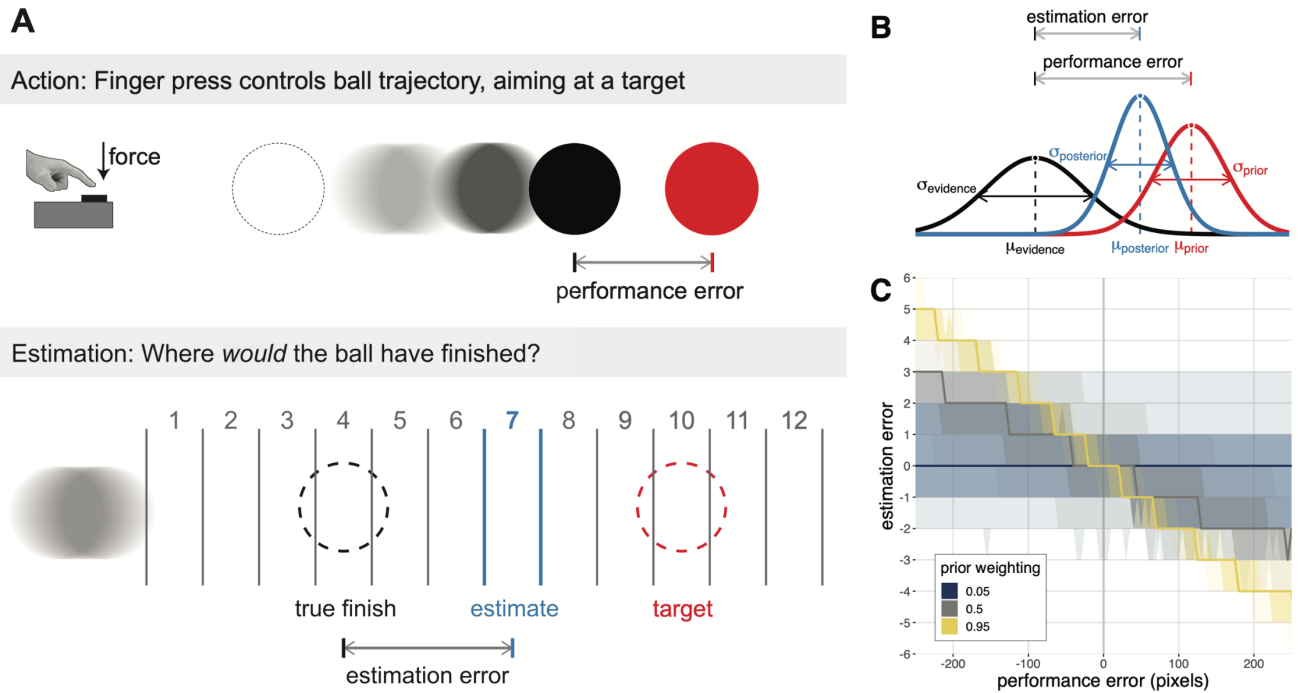 A
Action: Finger press controls ball trajectory, aiming at a target
force
performance error
Estimation: Where would the ball have finished?
1 2 3 4 5 6 7 8 9 10 11 12
true finish estimate target
estimation error
B
estimation error
performance error
σevidence
σposterior
σprior
μevidence μposterior μprior
C
estimation error
6
5
4
3
2
1
0
-1
-2
-3
-4
-5
-6
prior weighting
0.05
0.5
0.95
-200 -100 0 100 200
performance error (pixels)